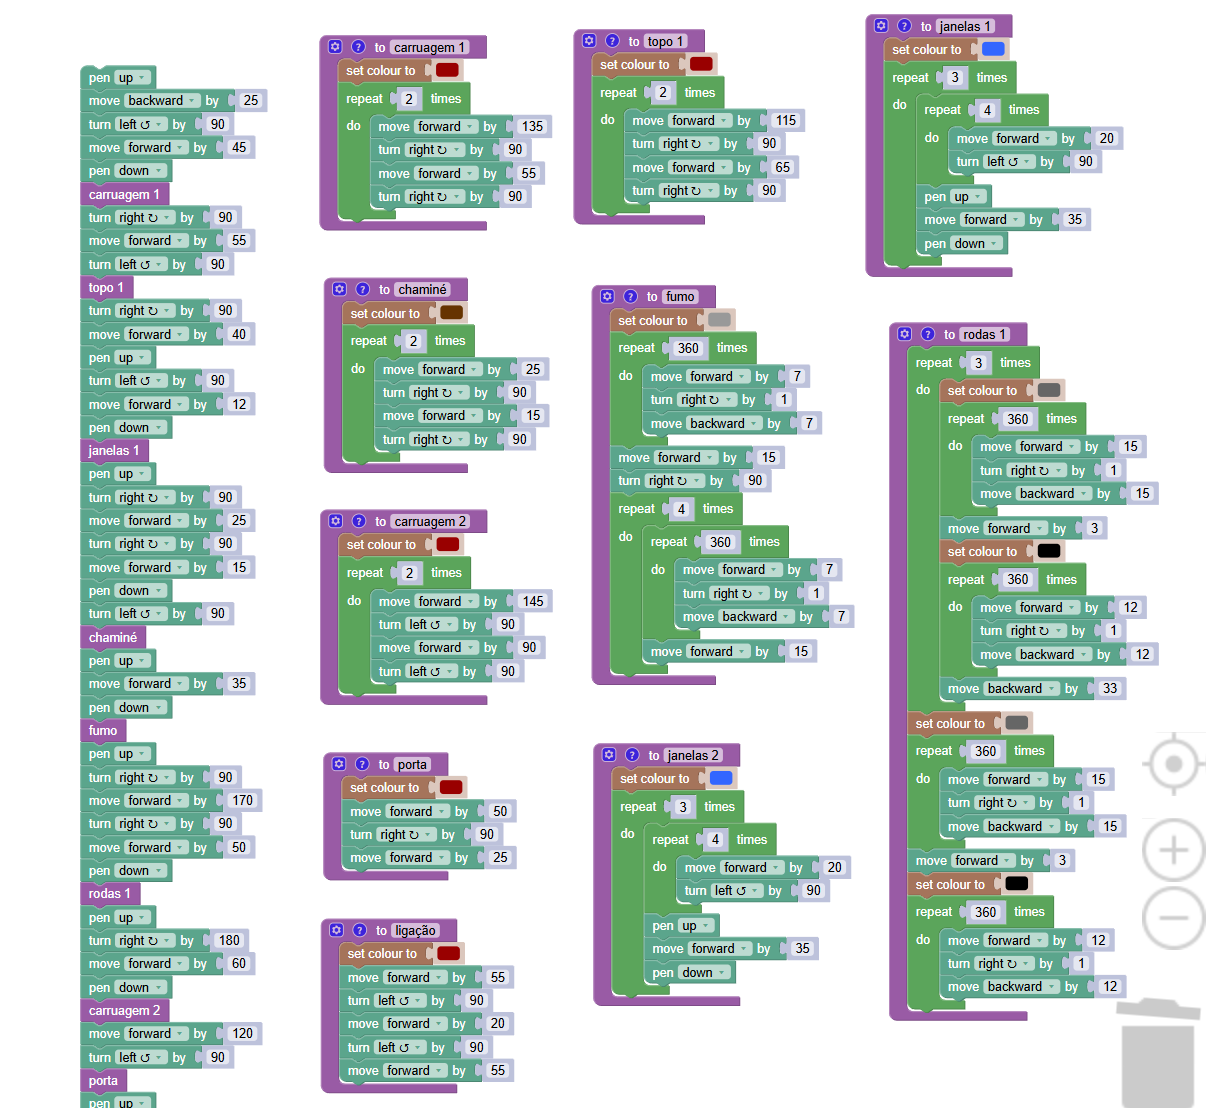 pen up
move backward by 25
turn left ↺ by 90
move forward by 45
pen down
carruagem 1
turn right ↻ by 90
move forward by 55
turn left ↺ by 90
topo 1
turn right ↻ by 90
move forward by 40
pen up
turn left ↺ by 90
move forward by 12
pen down
janelas 1
pen up
turn right ↻ by 90
move forward by 25
turn right ↻ by 90
move forward by 15
pen down
turn left ↺ by 90
chaminé
pen up
move forward by 35
pen down
fumo
pen up
turn right ↻ by 90
move forward by 170
turn right ↻ by 90
move forward by 50
pen down
rodas 1
pen up
turn right ↻ by 180
move forward by 60
pen down
carruagem 2
move forward by 120
turn left ↺ by 90
porta
pen up
? to carruagem 1
set colour to
repeat 2 times
do move forward by 135
turn right ↻ by 90
move forward by 55
turn right ↻ by 90
? to chaminé
set colour to
repeat 2 times
do move forward by 25
turn right ↻ by 90
move forward by 15
turn right ↻ by 90
? to carruagem 2
set colour to
repeat 2 times
do move forward by 145
turn left ↺ by 90
move forward by 90
turn left ↺ by 90
? to porta
set colour to
move forward by 50
turn right ↻ by 90
move forward by 25
? to ligação
set colour to
move forward by 55
turn left ↺ by 90
move forward by 20
turn left ↺ by 90
move forward by 55
? to topo 1
set colour to
repeat 2 times
do move forward by 115
turn right ↻ by 90
move forward by 65
turn right ↻ by 90
? to fumo
set colour to
repeat 360 times
do move forward by 7
turn right ↻ by 1
move backward by 7
move forward by 15
turn right ↻ by 90
repeat 4 times
do repeat 360 times
do move forward by 7
turn right ↻ by 1
move backward by 7
move forward by 15
? to janelas 2
set colour to
repeat 3 times
do repeat 4 times
do move forward by 20
turn left ↺ by 90
pen up
move forward by 35
pen down
? to janelas 1
set colour to
repeat 3 times
do repeat 4 times
do move forward by 20
turn left ↺ by 90
pen up
move forward by 35
pen down
? to rodas 1
repeat 3 times
do set colour to
repeat 360 times
do move forward by 15
turn right ↻ by 1
move backward by 15
move forward by 3
set colour to
repeat 360 times
do move forward by 12
turn right ↻ by 1
move backward by 12
move backward by 33
set colour to
repeat 360 times
do move forward by 15
turn right ↻ by 1
move backward by 15
move forward by 3
set colour to
repeat 360 times
do move forward by 12
turn right ↻ by 1
move backward by 12